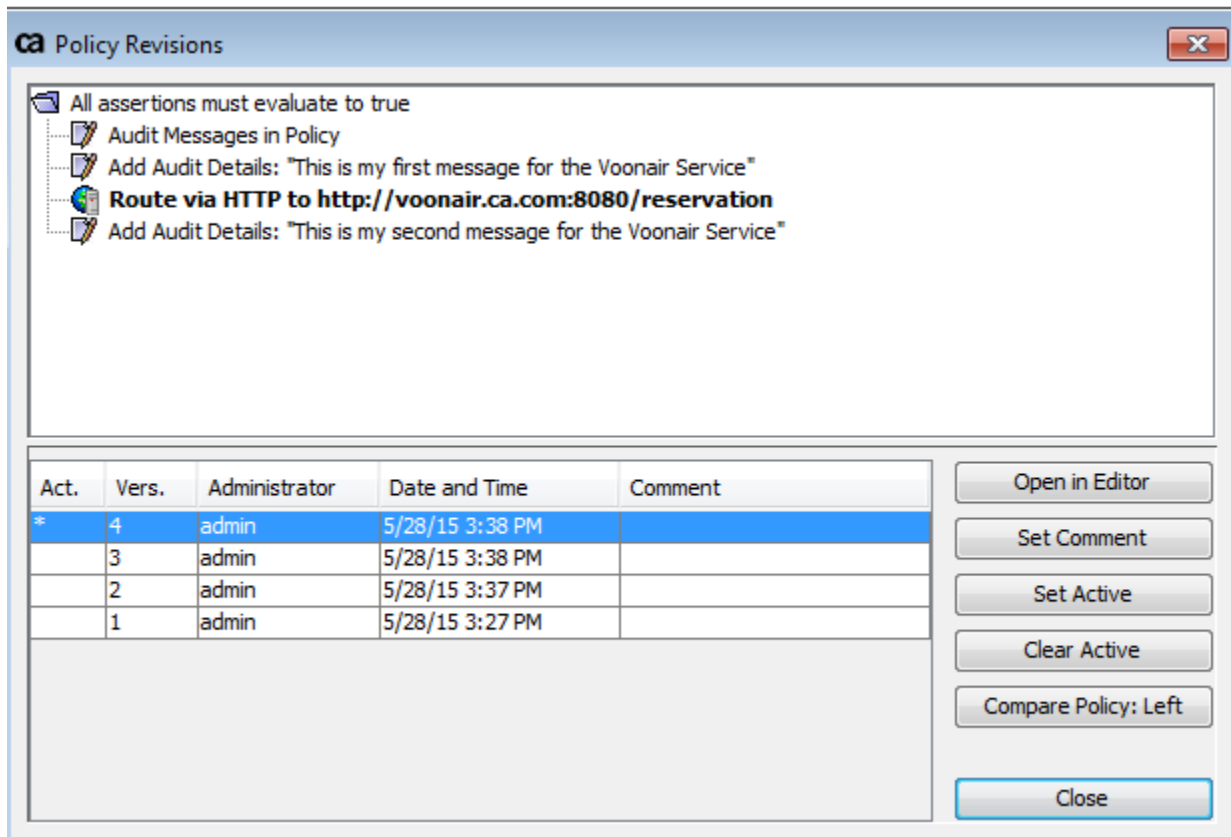 ca Policy Revisions
All assertions must evaluate to true
Audit Messages in Policy
Add Audit Details: "This is my first message for the Voonair Service"
Route via HTTP to http://voonair.ca.com:8080/reservation
Add Audit Details: "This is my second message for the Voonair Service"
Act. Vers. Administrator Date and Time Comment
* 4 admin 5/28/15 3:38 PM
3 admin 5/28/15 3:38 PM
2 admin 5/28/15 3:37 PM
1 admin 5/28/15 3:27 PM
Open in Editor
Set Comment
Set Active
Clear Active
Compare Policy: Left
Close